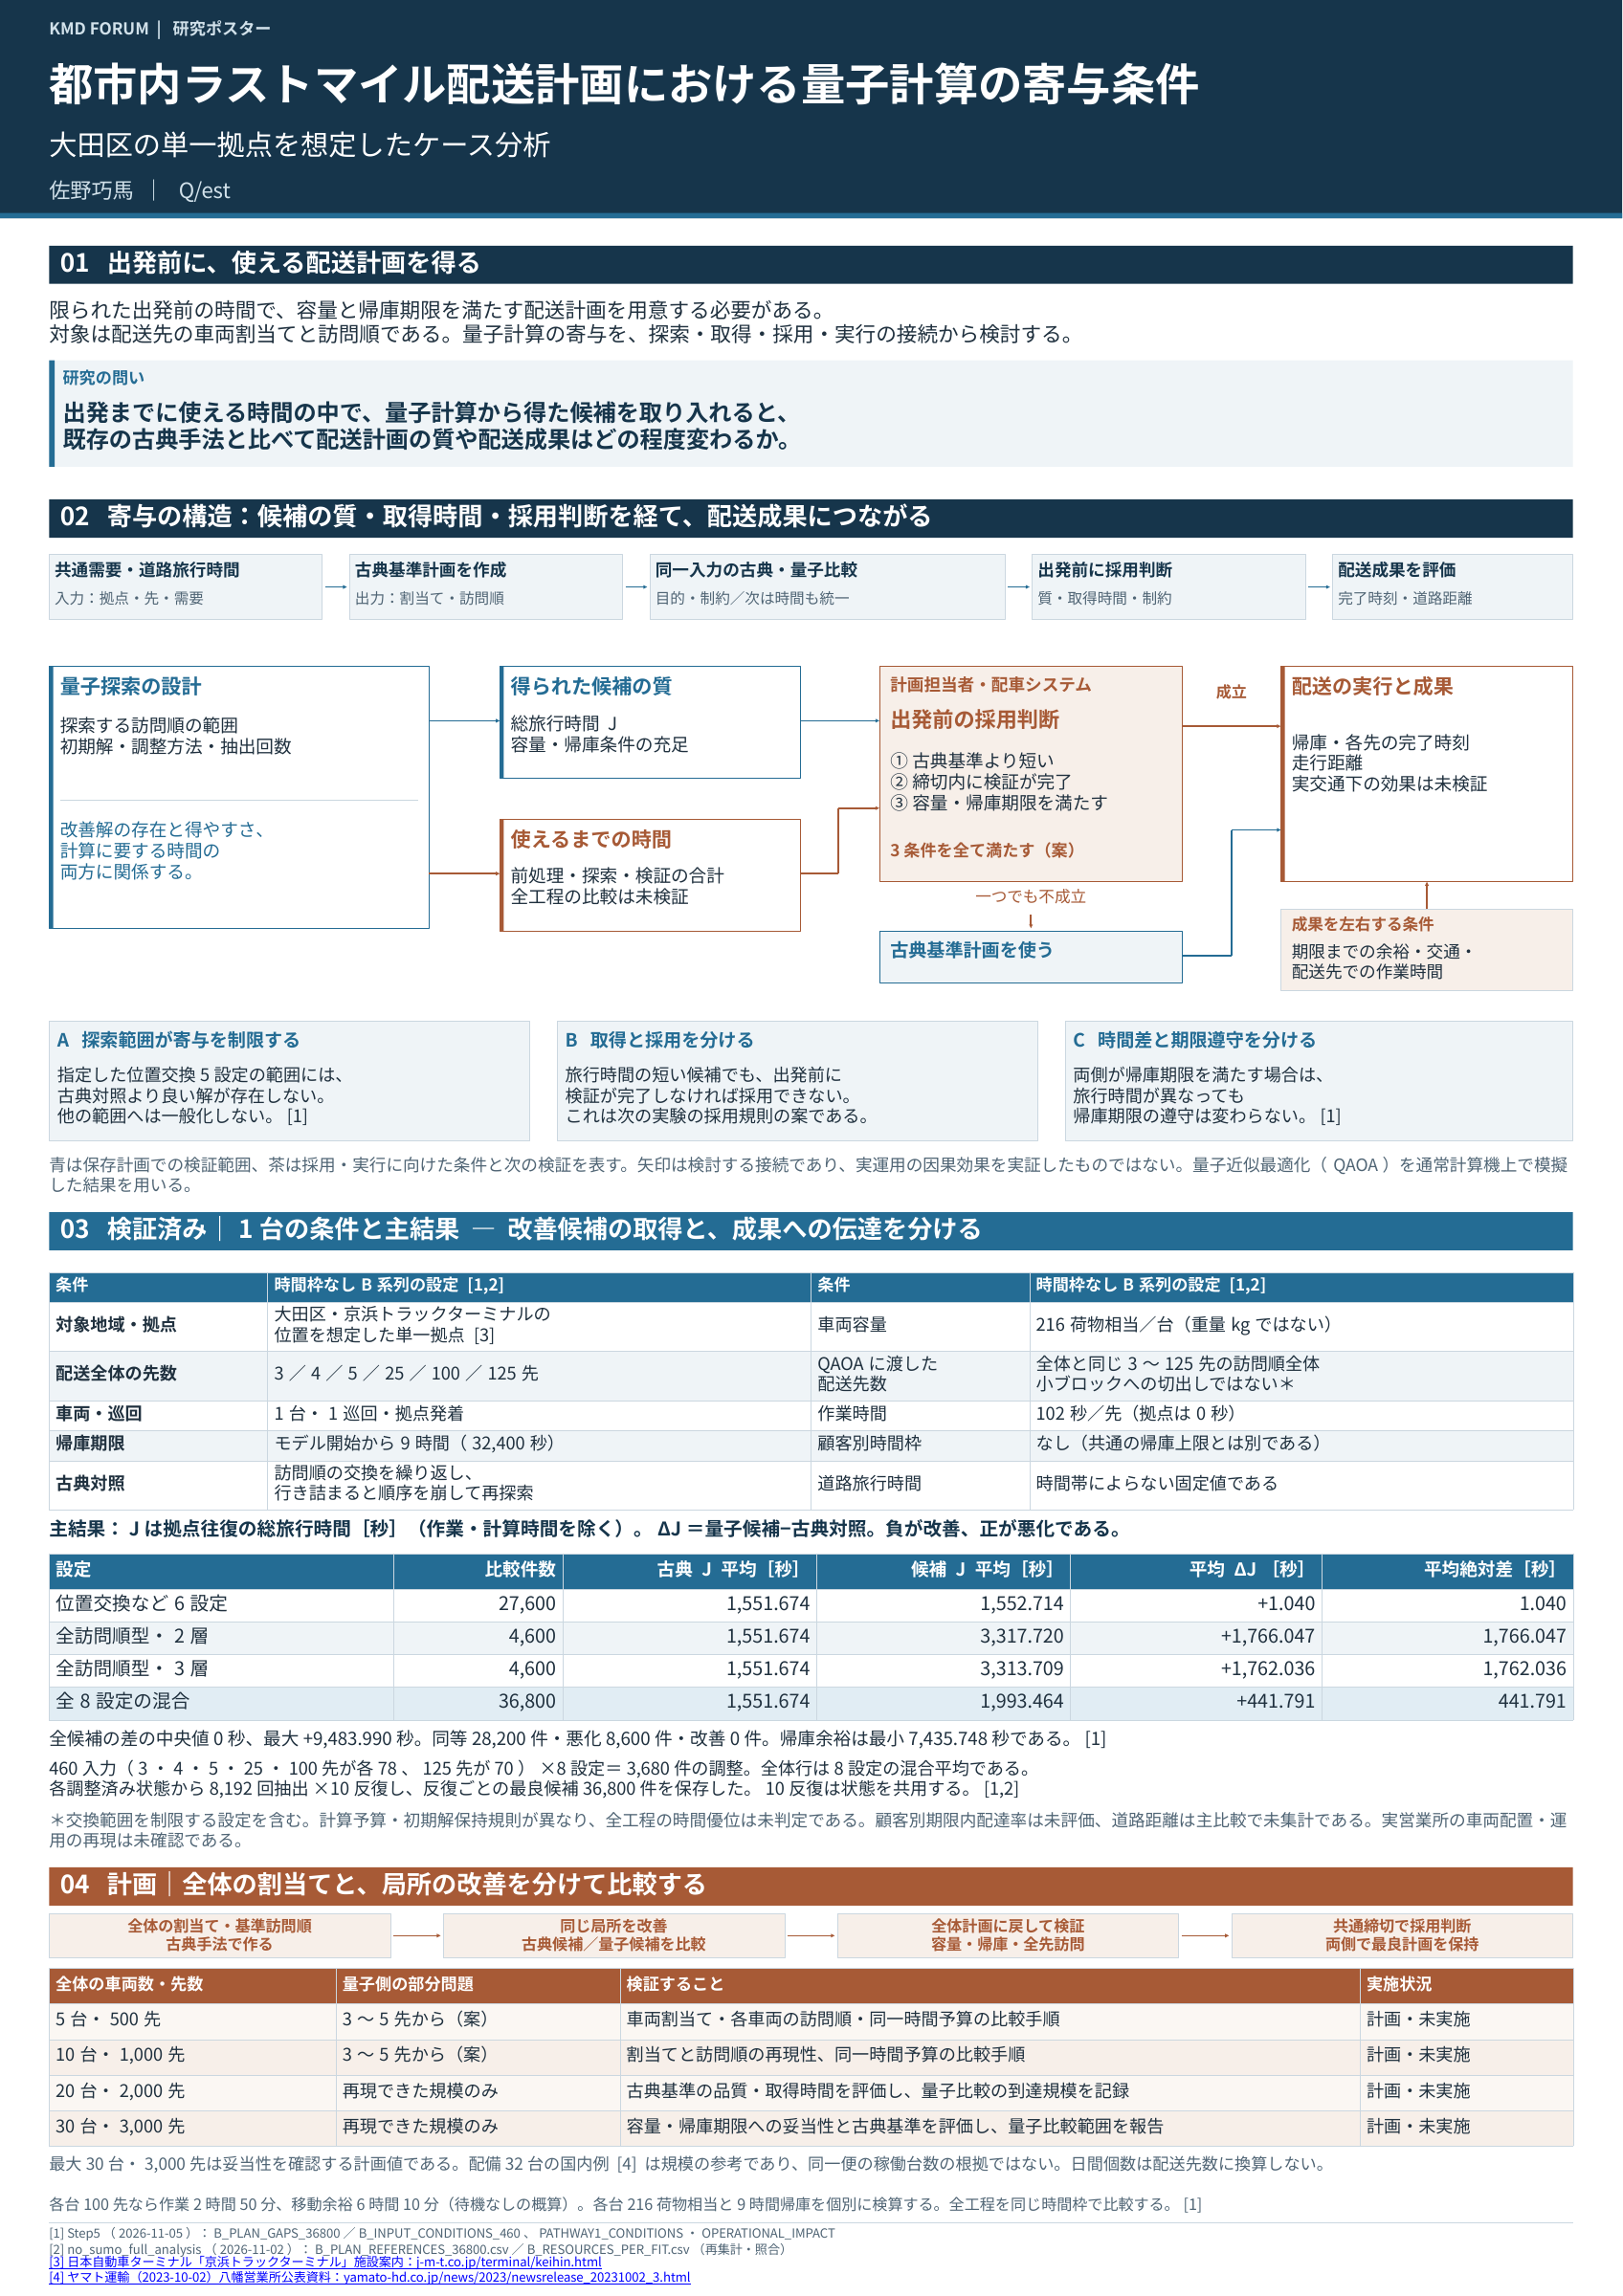 KMD FORUM｜ 研究ポスター
都市内ラストマイル配送計画における量子計算の寄与条件
大田区の単一拠点を想定したケース分析
佐野巧馬 ｜ Q/est
01 出発前に、使える配送計画を得る
限られた出発前の時間で、容量と帰庫期限を満たす配送計画を用意する必要がある。
対象は配送先の車両割当てと訪問順である。量子計算の寄与を、探索・取得・採用・実行の接続から検討する。
研究の問い
出発までに使える時間の中で、量子計算から得た候補を取り入れると、
既存の古典手法と比べて配送計画の質や配送成果はどの程度変わるか。
02 寄与の構造：候補の質・取得時間・採用判断を経て、配送成果につながる
共通需要・道路旅行時間
入力：拠点・先・需要
古典基準計画を作成
出力：割当て・訪問順
同一入力の古典・量子比較
目的・制約／次は時間も統一
出発前に採用判断
質・取得時間・制約
配送成果を評価
完了時刻・道路距離
量子探索の設計
探索する訪問順の範囲
初期解・調整方法・抽出回数
改善解の存在と得やすさ、
計算に要する時間の
両方に関係する。
得られた候補の質
総旅行時間 J
容量・帰庫条件の充足
使えるまでの時間
前処理・探索・検証の合計
全工程の比較は未検証
計画担当者・配車システム
出発前の採用判断
① 古典基準より短い
② 締切内に検証が完了
③ 容量・帰庫期限を満たす
3 条件を全て満たす（案）
一つでも不成立
古典基準計画を使う
成立
配送の実行と成果
帰庫・各先の完了時刻
走行距離
実交通下の効果は未検証
成果を左右する条件
期限までの余裕・交通・
配送先での作業時間
A 探索範囲が寄与を制限する
指定した位置交換 5 設定の範囲には、
古典対照より良い解が存在しない。
他の範囲へは一般化しない。 [1]
B 取得と採用を分ける
旅行時間の短い候補でも、出発前に
検証が完了しなければ採用できない。
これは次の実験の採用規則の案である。
C 時間差と期限遵守を分ける
両側が帰庫期限を満たす場合は、
旅行時間が異なっても
帰庫期限の遵守は変わらない。 [1]
青は保存計画での検証範囲、茶は採用・実行に向けた条件と次の検証を表す。矢印は検討する接続であり、実運用の因果効果を実証したものではない。量子近似最適化（ QAOA ）を通常計算機上で模擬
した結果を用いる。
03 検証済み｜ 1 台の条件と主結果 — 改善候補の取得と、成果への伝達を分ける
条件 時間枠なし B 系列の設定 [1,2] 条件 時間枠なし B 系列の設定 [1,2]
対象地域・拠点 大田区・京浜トラックターミナルの
位置を想定した単一拠点 [3] 車両容量 216 荷物相当／台（重量 kg ではない）
配送全体の先数 3 ／ 4 ／ 5 ／ 25 ／ 100 ／ 125 先 QAOA に渡した
配送先数 全体と同じ 3 ～ 125 先の訪問順全体
小ブロックへの切出しではない＊
車両・巡回 1 台・ 1 巡回・拠点発着 作業時間 102 秒／先（拠点は 0 秒）
帰庫期限 モデル開始から 9 時間（ 32,400 秒） 顧客別時間枠 なし（共通の帰庫上限とは別である）
古典対照 訪問順の交換を繰り返し、
行き詰まると順序を崩して再探索 道路旅行時間 時間帯によらない固定値である
主結果： J は拠点往復の総旅行時間［秒］（作業・計算時間を除く）。 ΔJ ＝量子候補−古典対照。負が改善、正が悪化である。
設定 比較件数 古典 J 平均［秒］ 候補 J 平均［秒］ 平均 ΔJ ［秒］ 平均絶対差［秒］
位置交換など 6 設定 27,600 1,551.674 1,552.714 +1.040 1.040
全訪問順型・ 2 層 4,600 1,551.674 3,317.720 +1,766.047 1,766.047
全訪問順型・ 3 層 4,600 1,551.674 3,313.709 +1,762.036 1,762.036
全 8 設定の混合 36,800 1,551.674 1,993.464 +441.791 441.791
全候補の差の中央値 0 秒、最大 +9,483.990 秒。同等 28,200 件・悪化 8,600 件・改善 0 件。帰庫余裕は最小 7,435.748 秒である。 [1]
460 入力（ 3 ・ 4 ・ 5 ・ 25 ・ 100 先が各 78 、 125 先が 70 ） ×8 設定＝ 3,680 件の調整。全体行は 8 設定の混合平均である。
各調整済み状態から 8,192 回抽出 ×10 反復し、反復ごとの最良候補 36,800 件を保存した。 10 反復は状態を共用する。 [1,2]
＊交換範囲を制限する設定を含む。計算予算・初期解保持規則が異なり、全工程の時間優位は未判定である。顧客別期限内配達率は未評価、道路距離は主比較で未集計である。実営業所の車両配置・運
用の再現は未確認である。
04 計画｜全体の割当てと、局所の改善を分けて比較する
全体の割当て・基準訪問順
古典手法で作る
同じ局所を改善
古典候補／量子候補を比較
全体計画に戻して検証
容量・帰庫・全先訪問
共通締切で採用判断
両側で最良計画を保持
全体の車両数・先数 量子側の部分問題 検証すること 実施状況
5 台・ 500 先 3 ～ 5 先から（案） 車両割当て・各車両の訪問順・同一時間予算の比較手順 計画・未実施
10 台・ 1,000 先 3 ～ 5 先から（案） 割当てと訪問順の再現性、同一時間予算の比較手順 計画・未実施
20 台・ 2,000 先 再現できた規模のみ 古典基準の品質・取得時間を評価し、量子比較の到達規模を記録 計画・未実施
30 台・ 3,000 先 再現できた規模のみ 容量・帰庫期限への妥当性と古典基準を評価し、量子比較範囲を報告 計画・未実施
最大 30 台・ 3,000 先は妥当性を確認する計画値である。配備 32 台の国内例 [4] は規模の参考であり、同一便の稼働台数の根拠ではない。日間個数は配送先数に換算しない。
各台 100 先なら作業 2 時間 50 分、移動余裕 6 時間 10 分（待機なしの概算）。各台 216 荷物相当と 9 時間帰庫を個別に検算する。全工程を同じ時間枠で比較する。 [1]
[1] Step5 （ 2026-11-05 ）： B_PLAN_GAPS_36800 ／ B_INPUT_CONDITIONS_460 、 PATHWAY1_CONDITIONS ・ OPERATIONAL_IMPACT
[2] no_sumo_full_analysis （ 2026-11-02 ）： B_PLAN_REFERENCES_36800.csv ／ B_RESOURCES_PER_FIT.csv （再集計・照合）
[3] 日本自動車ターミナル「京浜トラックターミナル」施設案内：j-m-t.co.jp/terminal/keihin.html
[4] ヤマト運輸（2023-10-02）八幡営業所公表資料：yamato-hd.co.jp/news/2023/newsrelease_20231002_3.html